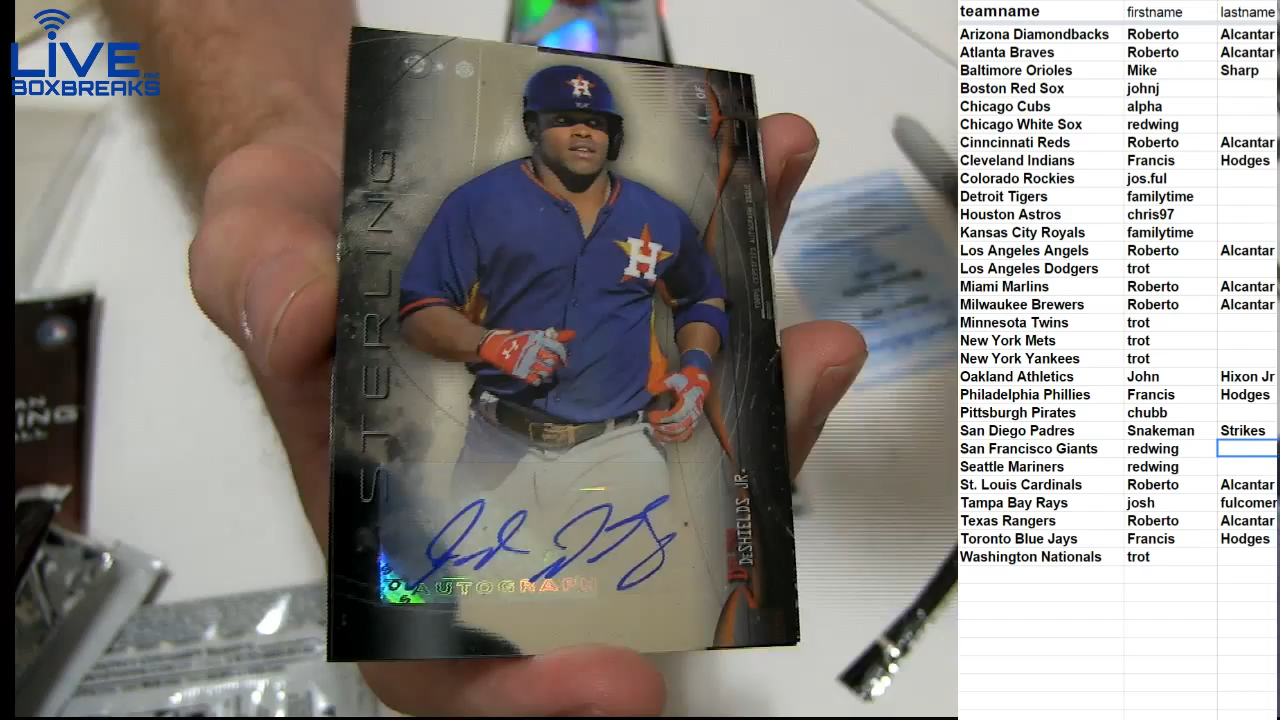 LIVE
BOXBREAKS
STERLING
TOPPS CERTIFIED AUTOGRAPH ISSUE
DeSHIELDS JR.
AUTOGRAPH
teamname firstname lastname
Arizona Diamondbacks Roberto Alcantar
Atlanta Braves Roberto Alcantar
Baltimore Orioles Mike Sharp
Boston Red Sox johnj
Chicago Cubs alpha
Chicago White Sox redwing
Cinncinnati Reds Roberto Alcantar
Cleveland Indians Francis Hodges
Colorado Rockies jos.ful
Detroit Tigers familytime
Houston Astros chris97
Kansas City Royals familytime
Los Angeles Angels Roberto Alcantar
Los Angeles Dodgers trot
Miami Marlins Roberto Alcantar
Milwaukee Brewers Roberto Alcantar
Minnesota Twins trot
New York Mets trot
New York Yankees trot
Oakland Athletics John Hixon Jr
Philadelphia Phillies Francis Hodges
Pittsburgh Pirates chubb
San Diego Padres Snakeman Strikes
San Francisco Giants redwing
Seattle Mariners redwing
St. Louis Cardinals Roberto Alcantar
Tampa Bay Rays josh fulcomer
Texas Rangers Roberto Alcantar
Toronto Blue Jays Francis Hodges
Washington Nationals trot